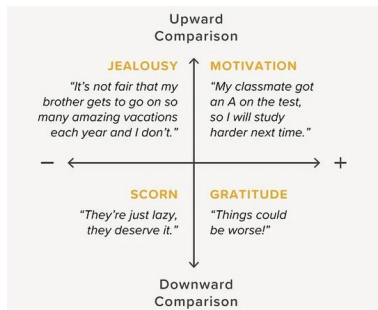 Upward
Comparison
JEALOUSY
“It’s not fair that my
brother gets to go on so
many amazing vacations
each year and I don’t.”
MOTIVATION
“My classmate got
an A on the test,
so I will study
harder next time.”
−
+
SCORN
“They’re just lazy,
they deserve it.”
GRATITUDE
“Things could
be worse!”
Downward
Comparison